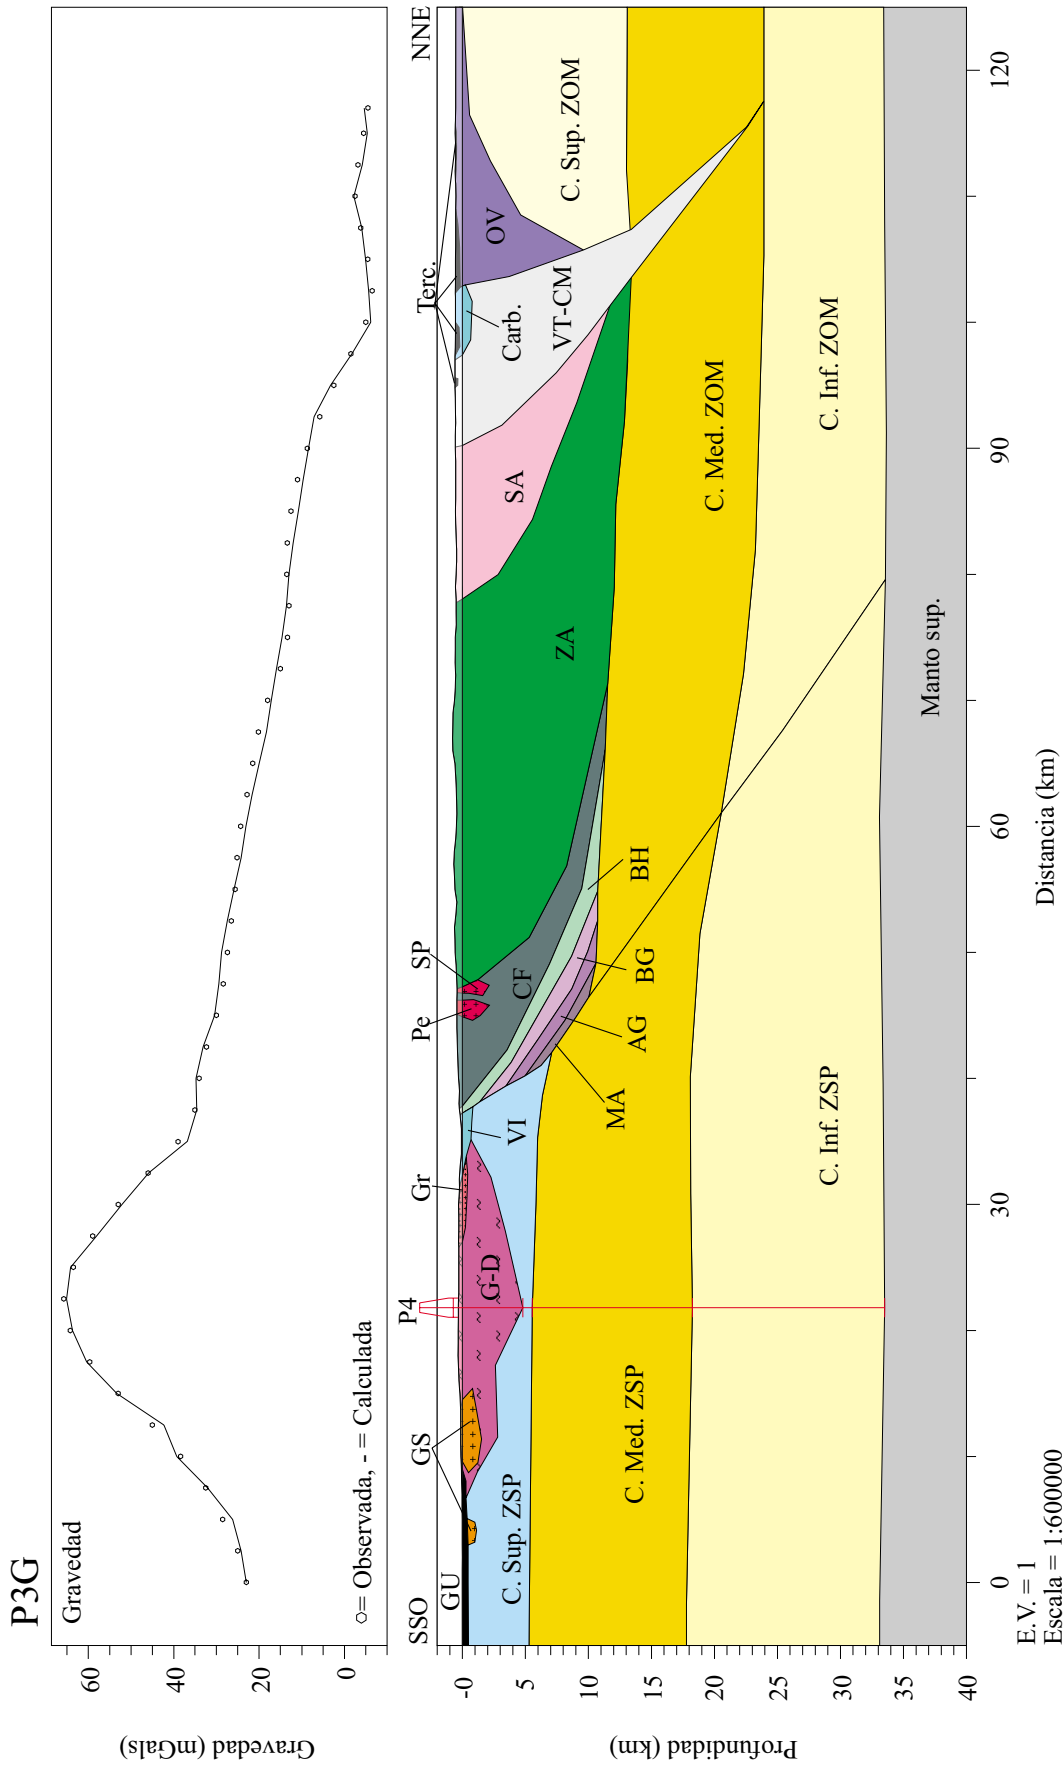 P3G
Gravedad
Gravedad (mGals)
60
40
20
0
= Observada, - = Calculada
SSO
GS
P4
Gr
Pe
SP
Terc.
NNE
GU
G-D
VI
CF
ZA
SA
Carb.
VT-CM
OV
C. Sup. ZSP
MA
AG
BG
BH
C. Sup. ZOM
C. Med. ZSP
C. Med. ZOM
C. Inf. ZSP
C. Inf. ZOM
Manto sup.
Profundidad (km)
-0
5
10
15
20
25
30
35
40
0
30
60
90
120
Distancia (km)
E.V. = 1
Escala = 1:600000